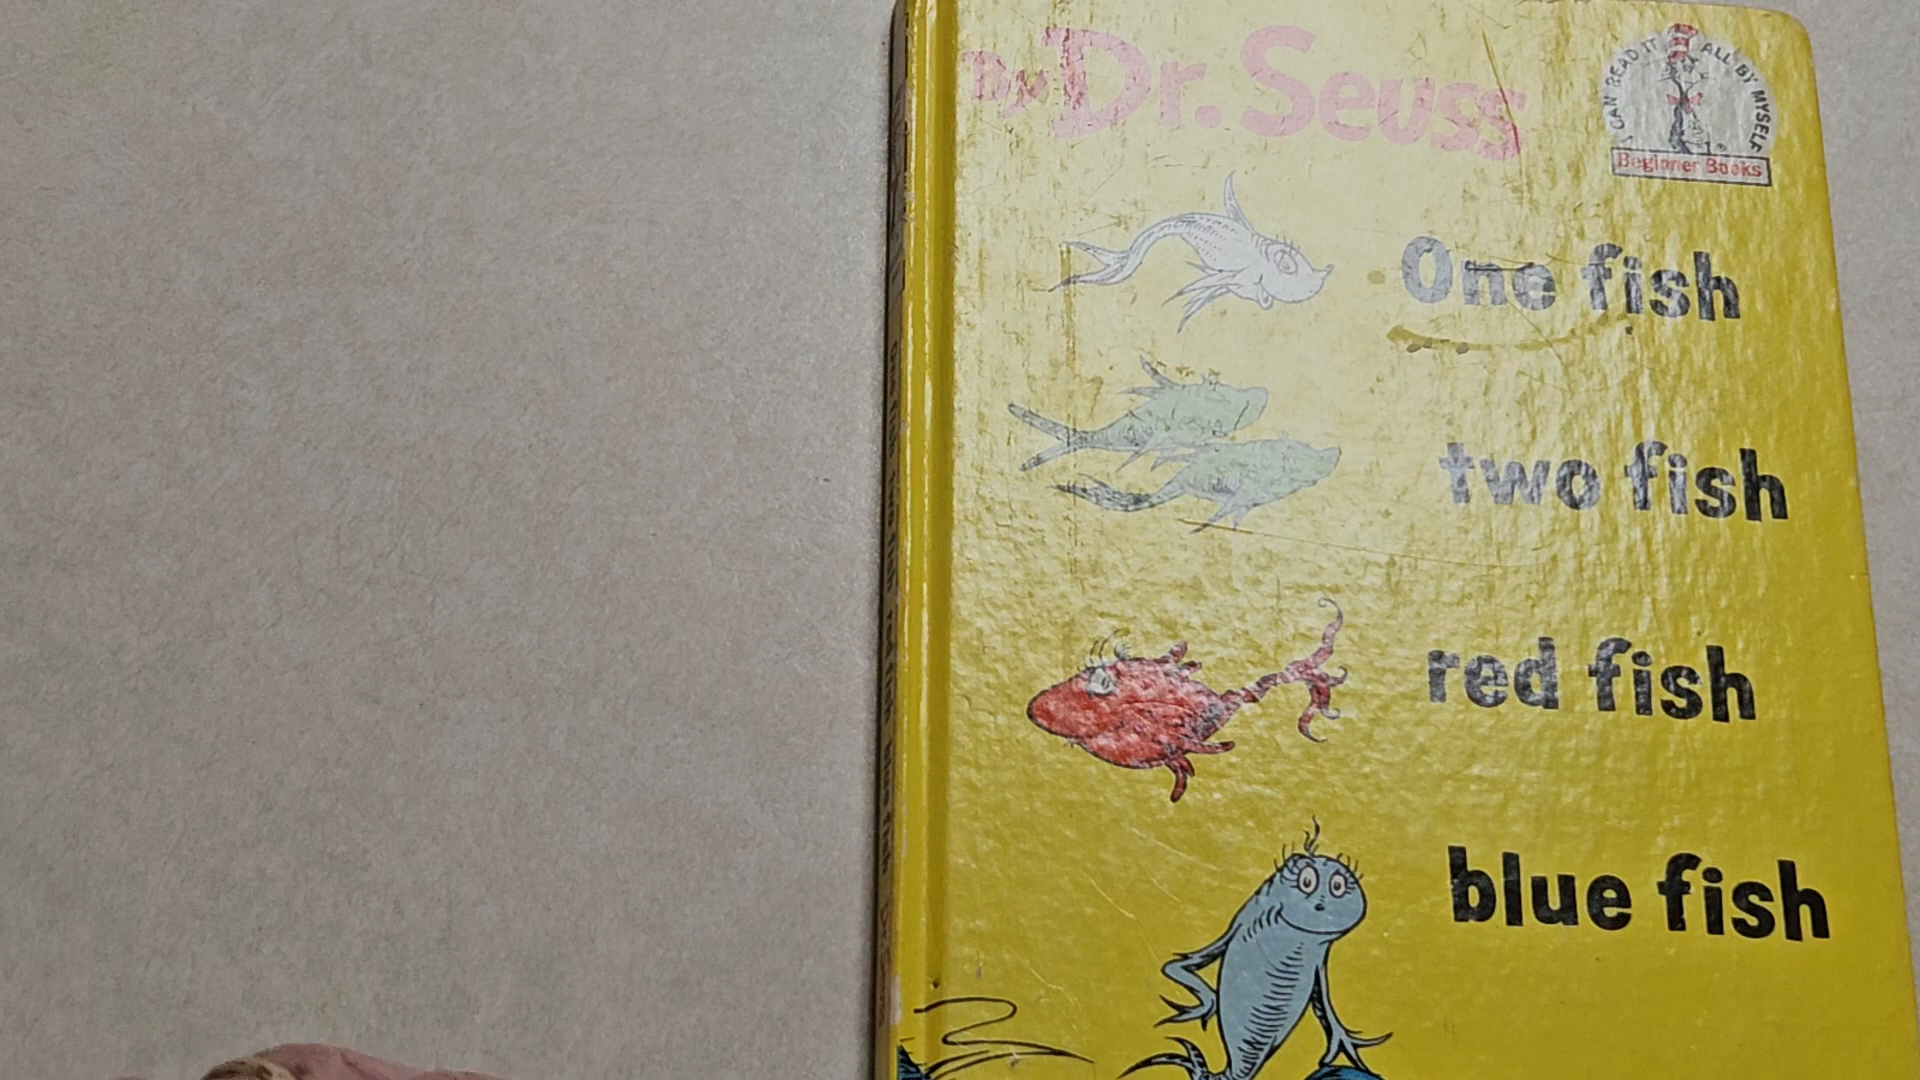 By Dr. Seuss
I CAN READ IT ALL BY MYSELF
Beginner Books
One fish
two fish
red fish
blue fish